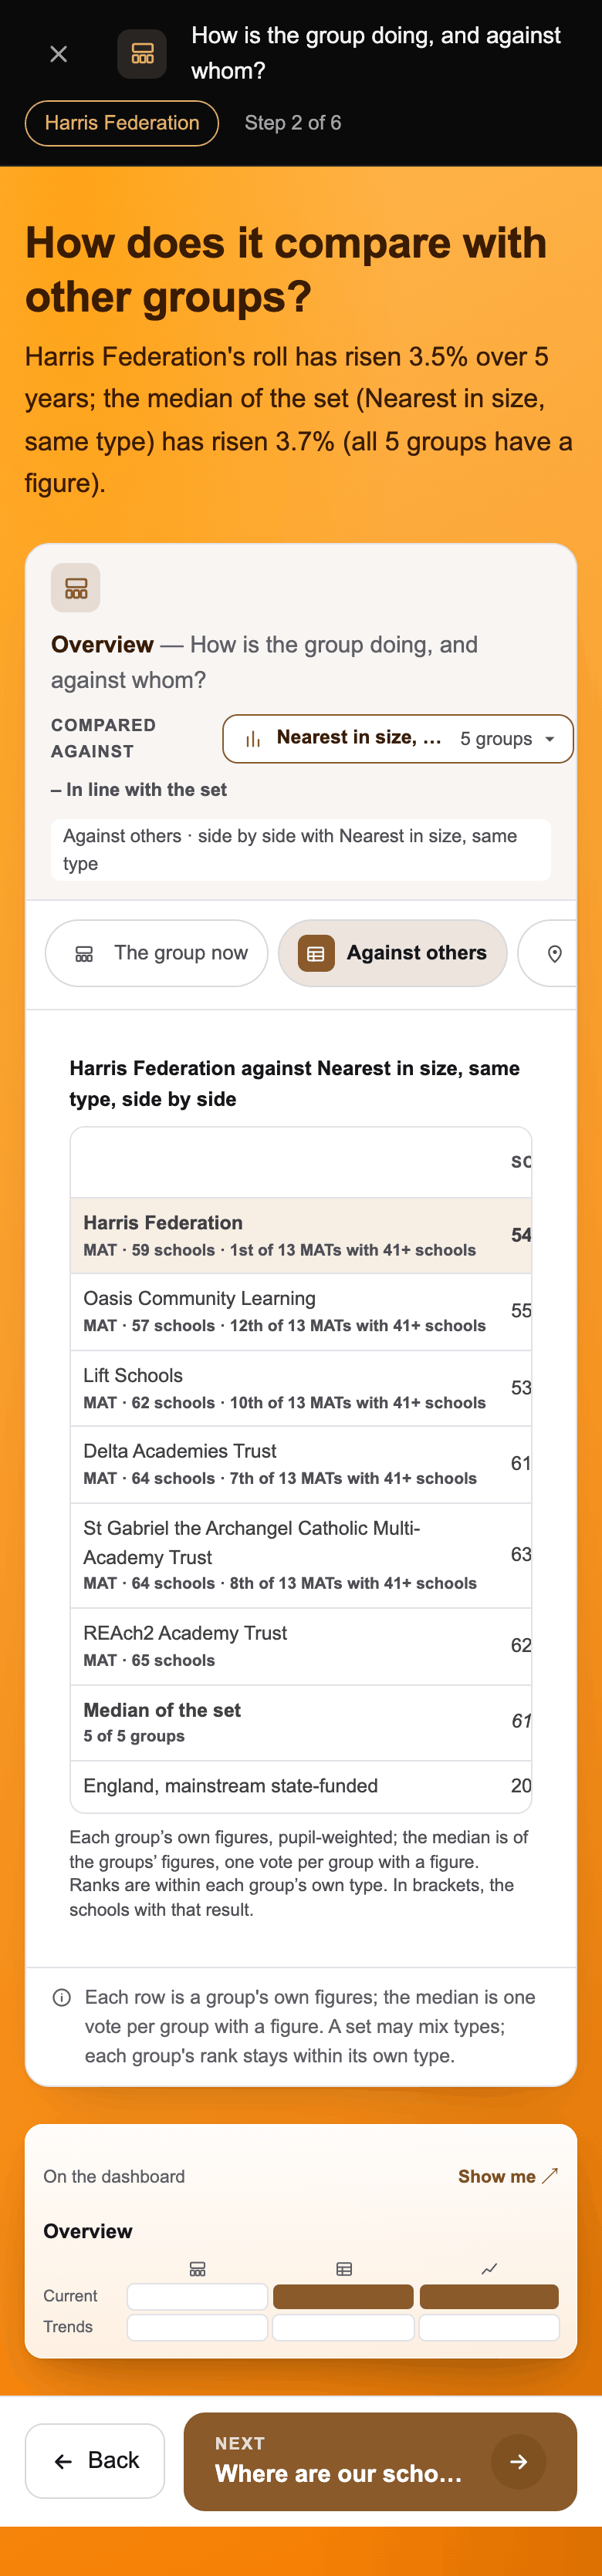 How is the group doing, and against
whom?
Harris Federation
Step 2 of 6
How does it compare with
other groups?
Harris Federation's roll has risen 3.5% over 5
years; the median of the set (Nearest in size,
same type) has risen 3.7% (all 5 groups have a
figure).
Overview — How is the group doing, and
against whom?
COMPARED
AGAINST
Nearest in size, ... 5 groups
– In line with the set
Against others · side by side with Nearest in size, same
type
The group now
Against others
Harris Federation against Nearest in size, same
type, side by side
Harris Federation
MAT · 59 schools · 1st of 13 MATs with 41+ schools
54
Oasis Community Learning
MAT · 57 schools · 12th of 13 MATs with 41+ schools
55
Lift Schools
MAT · 62 schools · 10th of 13 MATs with 41+ schools
53
Delta Academies Trust
MAT · 64 schools · 7th of 13 MATs with 41+ schools
61
St Gabriel the Archangel Catholic Multi-
Academy Trust
MAT · 64 schools · 8th of 13 MATs with 41+ schools
63
REAch2 Academy Trust
MAT · 65 schools
62
Median of the set
5 of 5 groups
61
England, mainstream state-funded
20
Each group’s own figures, pupil-weighted; the median is of
the groups’ figures, one vote per group with a figure.
Ranks are within each group’s own type. In brackets, the
schools with that result.
Each row is a group's own figures; the median is one
vote per group with a figure. A set may mix types;
each group's rank stays within its own type.
On the dashboard
Show me
Overview
Current
Trends
Back
NEXT
Where are our scho...